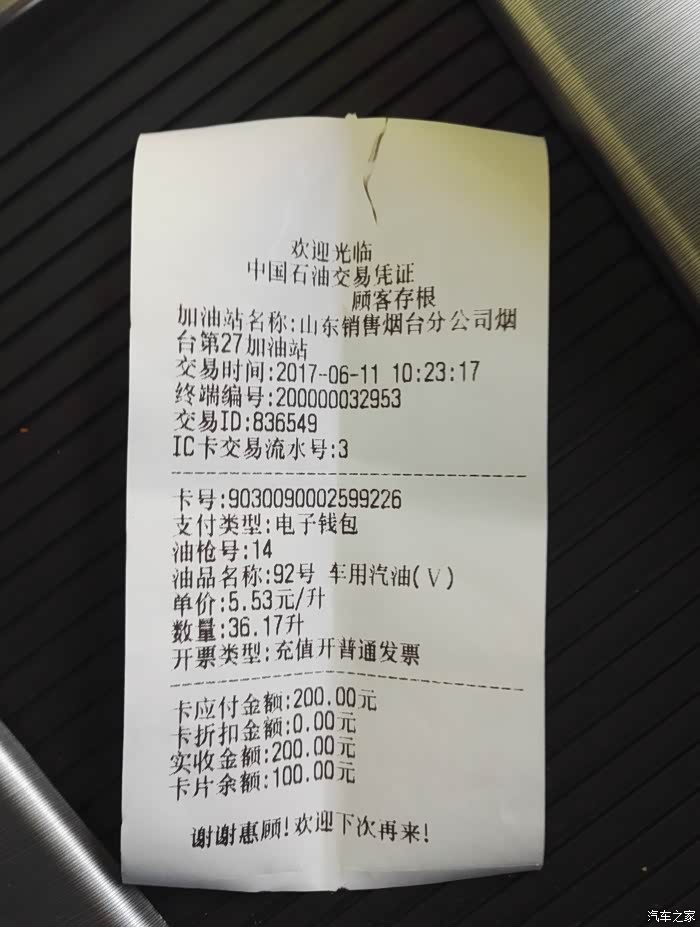 欢迎光临
中国石油交易凭证
顾客存根
加油站名称:山东销售烟台分公司烟
台第27加油站
交易时间:2017-06-11 10:23:17
终端编号:200000032953
交易ID:836549
IC卡交易流水号:3
卡号:9030090002599226
支付类型:电子钱包
油枪号:14
油品名称:92号 车用汽油(Ⅴ)
单价:5.53元/升
数量:36.17升
开票类型:充值开普通发票
卡应付金额:200.00元
卡折扣金额:0.00元
实收金额:200.00元
卡片余额:100.00元
谢谢惠顾!欢迎下次再来!
汽车之家